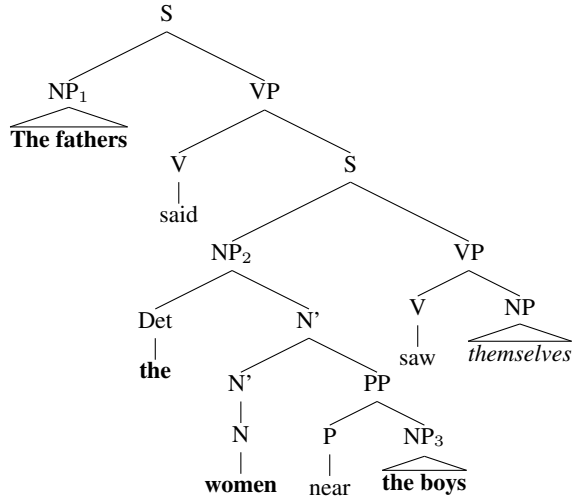 S
NP₁ VP
The fathers
V S
said
NP₂ VP
Det N' V NP
the saw themselves
N' PP
N P NP₃
women near the boys